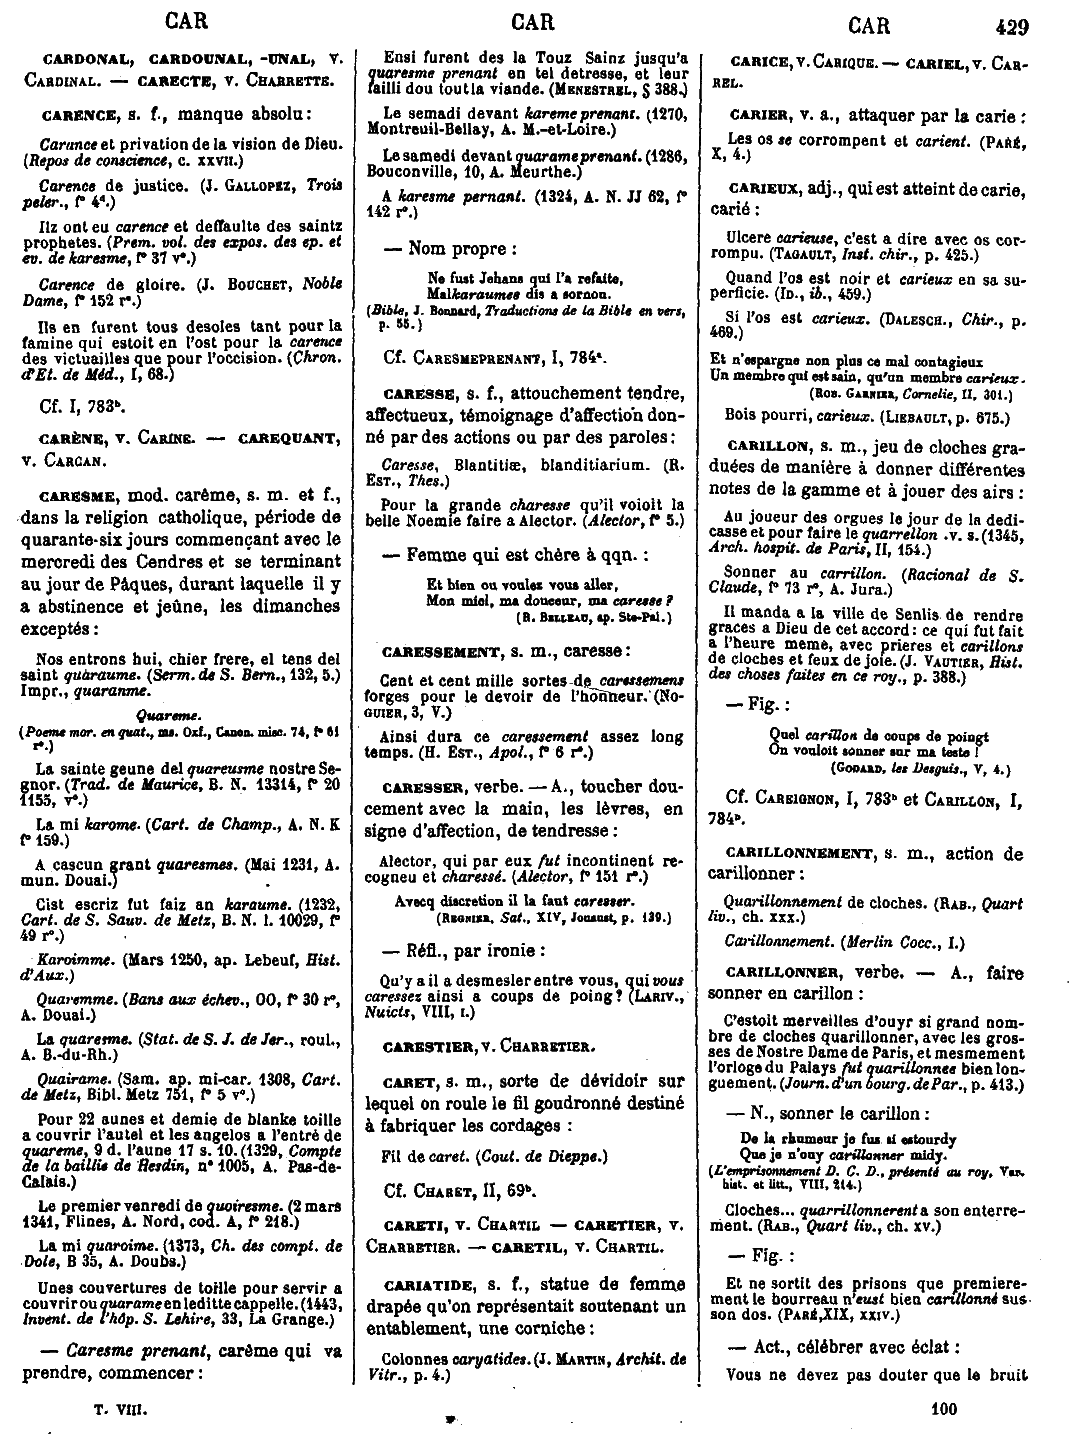 CAR
CAR
CAR
429
CARDONAL, CARDOUNAL, -UNAL, V.
CARDINAL. — CARECTE, V. CHARRETTE.
CARENCE, s. f., manque absolu :
Carance et privation de la vision de Dieu.
(Repos de conscience, c. XXVII.)
Carence de justice. (J. GALLOPEZ, Trois
peler., f° 4ᵈ.)
Ilz ont eu carence et deffaulte des saintz
prophetes. (Prem. vol. des expos. des ep. et
ev. de karesme, f° 37 v°.)
Carence de gloire. (J. BOUCHET, Noble
Dame, f° 152 r°.)
Ils en furent tous desoles tant pour la
famine qui estoit en l'ost pour la carence
des victuailles que pour l'occision. (Chron.
d'Et. de Méd., I, 68.)
Cf. I, 783ᵇ.
CARÈNE, V. CARINE. — CAREQUANT,
V. CARCAN.
CARESME, mod. carême, s. m. et f.,
dans la religion catholique, période de
quarante-six jours commençant avec le
mercredi des Cendres et se terminant
au jour de Pâques, durant laquelle il y
a abstinence et jeûne, les dimanches
exceptés :
Nos entrons hui, chier frere, el tens del
saint quaraume. (Serm. de S. Bern., 132, 5.)
Impr., quaranme.
Quareme.
(Poeme mor. en quat., ms. Oxf., Canon. misc. 74, f° 61
r°.)
La sainte geune del quareusme nostre Se-
gnor. (Trad. de Maurice, B. N. 13314, f° 20
1155, v°.)
La mi karome. (Cart. de Champ., A. N. K
f° 159.)
A cascun grant quaresmes. (Mai 1231, A.
mun. Douai.)
Cist escriz fut faiz an karaume. (1232,
Cart. de S. Sauv. de Metz, B. N. l. 10029, f°
49 r°.)
Karoimme. (Mars 1250, ap. Lebeuf, Hist.
d'Aux.)
Quaremme. (Bans aux échev., OO, f° 30 r°,
A. Douai.)
La quaresme. (Stat. de S. J. de Jer., roul.,
A. B.-du-Rh.)
Quairame. (Sam. ap. mi-car. 1308, Cart.
de Metz, Bibl. Metz 751, f° 5 v°.)
Pour 22 aunes et demie de blanke toille
a couvrir l'autel et les angelos a l'entré de
quareme, 9 d. l'aune 17 s. 10. (1329, Compte
de la baillie de Hesdin, n° 1005, A. Pas-de-
Calais.)
Le premier venredi de quoiresme. (2 mars
1341, Flines, A. Nord, cod. A, f° 218.)
La mi quaroime. (1373, Ch. des compt. de
Dole, B 35, A. Doubs.)
Unes couvertures de toille pour servir a
couvrir ou quarame en leditte cappelle. (1443,
Invent. de l'hôp. S. Lehire, 33, La Grange.)
— Caresme prenant, carême qui va
prendre, commencer :
T. VIII.
Ensi furent des la Touz Sainz jusqu'a
quaresme prenant en tel detresse, et leur
failli dou tout la viande. (MENESTREL, § 388.)
Le semadi devant kareme prenant. (1270,
Montreuil-Bellay, A. M.-et-Loire.)
Le samedi devant quarame prenant. (1286,
Bouconville, 10, A. Meurthe.)
A karesme pernant. (1324, A. N. JJ 62, f°
142 r°.)
— Nom propre :
Ne fust Jehans qui l'a refaite,
Malkaraumes dis a sornon.
(Bible, J. Bonnard, Traductions de la Bible en vers,
p. 55.)
Cf. CARESMEPRENANT, I, 784ᵃ.
CARESSE, s. f., attouchement tendre,
affectueux, témoignage d'affection don-
né par des actions ou par des paroles :
Caresse, Blantitiæ, blanditiarium. (R.
EST., Thes.)
Pour la grande charesse qu'il voioit la
belle Noemie faire a Alector. (Alector, f° 5.)
— Femme qui est chère à qqn. :
Et bien ou voulez vous aller,
Mon miel, ma douceur, ma caresse ?
(R. BELLEAU, ap. Ste-Pal.)
CARESSEMENT, s. m., caresse :
Cent et cent mille sortes de caressemens
forges pour le devoir de l'honneur. (NO-
GUIER, 3, V.)
Ainsi dura ce caressement assez long
temps. (H. EST., Apol., f° 6 r°.)
CARESSER, verbe. — A., toucher dou-
cement avec la main, les lèvres, en
signe d'affection, de tendresse :
Alector, qui par eux fut incontinent re-
cogneu et charessé. (Alector, f° 151 r°.)
Avecq discretion il la faut caresser.
(REGNIER, Sat., XIV, Jouaust, p. 139.)
— Réfl., par ironie :
Qu'y a il a desmesler entre vous, qui vous
caressez ainsi a coups de poing ? (LARIV.,
Nuicts, VIII, I.)
CARESTIER, V. CHARRETIER.
CARET, s. m., sorte de dévidoir sur
lequel on roule le fil goudronné destiné
à fabriquer les cordages :
Fil de caret. (Cout. de Dieppe.)
Cf. CHARET, II, 69ᵇ.
CARETI, V. CHARTIL — CARETIER, V.
CHARRETIER. — CARETIL, V. CHARTIL.
CARIATIDE, s. f., statue de femme
drapée qu'on représentait soutenant un
entablement, une corniche :
Colonnes caryatides. (J. MARTIN, Archit. de
Vitr., p. 4.)
CARICE, V. CARIQUE. — CARIEL, V. CAR-
REL.
CARIER, v. a., attaquer par la carie :
Les os se corrompent et carient. (PARÉ,
X, 4.)
CARIEUX, adj., qui est atteint de carie,
carié :
Ulcere carieuse, c'est a dire avec os cor-
rompu. (TAGAULT, Inst. chir., p. 425.)
Quand l'os est noir et carieux en sa su-
perficie. (ID., ib., 459.)
Si l'os est carieux. (DALESCH., Chir., p.
469.)
Et n'espargne non plus ce mal contagieux
Un membre qui est sain, qu'un membre carieux.
(ROB. GARNIER, Cornelie, II, 301.)
Bois pourri, carieux. (LIEBAULT, p. 675.)
CARILLON, s. m., jeu de cloches gra-
duées de manière à donner différentes
notes de la gamme et à jouer des airs :
Au joueur des orgues le jour de la dedi-
casse et pour faire le quarrellon .v. s. (1345,
Arch. hospit. de Paris, II, 154.)
Sonner au carrillon. (Racional de S.
Claude, f° 73 r°, A. Jura.)
Il manda a la ville de Senlis de rendre
graces a Dieu de cet accord : ce qui fut fait
a l'heure meme, avec prieres et carillons
de cloches et feux de joie. (J. VAUTIER, Hist.
des choses faites en ce roy., p. 388.)
— Fig. :
Quel carillon de coups de poingt
On vouloit sonner sur ma teste !
(GODARD, les Desguis., V, 4.)
Cf. CAREIGNON, I, 783ᵇ et CARILLON, I,
784ᵇ.
CARILLONNEMENT, s. m., action de
carillonner :
Quarillonnement de cloches. (RAB., Quart
liv., ch. XXX.)
Carillonnement. (Merlin Cocc., I.)
CARILLONNER, verbe. — A., faire
sonner en carillon :
C'estoit merveilles d'ouyr si grand nom-
bre de cloches quarillonner, avec les gros-
ses de Nostre Dame de Paris, et mesmement
l'orloge du Palays fut quarillonnee bien lon-
guement. (Journ. d'un bourg. de Par., p. 413.)
— N., sonner le carillon :
De la rhumeur je fus si estourdy
Que je n'ouy carillonner midy.
(L'emprisonnement D. C. D., présenté au roy, Var.
hist. et litt., VIII, 214.)
Cloches... quarrillonnerent a son enterre-
ment. (RAB., Quart liv., ch. XV.)
— Fig. :
Et ne sortit des prisons que premiere-
ment le bourreau n'eust bien carillonné sus
son dos. (PARÉ, XIX, XXIV.)
— Act., célébrer avec éclat :
Vous ne devez pas douter que le bruit
100